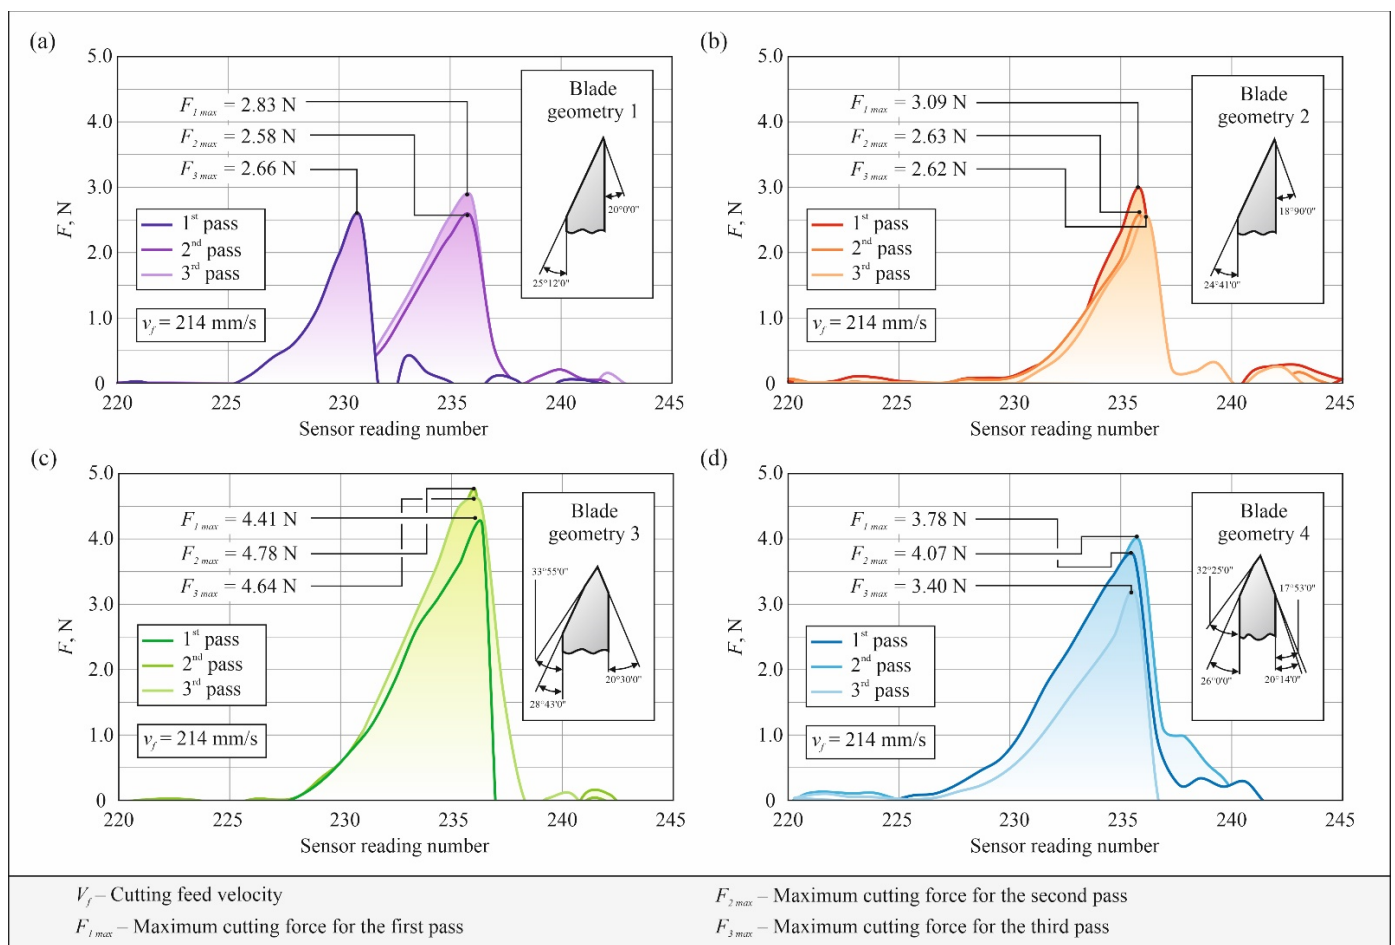 (a)
5.0
4.0
3.0
2.0
1.0
0
F, N
F1 max = 2.83 N
F2 max = 2.58 N
F3 max = 2.66 N
1st pass
2nd pass
3rd pass
vf = 214 mm/s
Blade
geometry 1
20°0'0"
25°12'0"
220 225 230 235 240 245
Sensor reading number
(b)
5.0
4.0
3.0
2.0
1.0
0
F, N
F1 max = 3.09 N
F2 max = 2.63 N
F3 max = 2.62 N
1st pass
2nd pass
3rd pass
vf = 214 mm/s
Blade
geometry 2
18°90'0"
24°41'0"
220 225 230 235 240 245
Sensor reading number
(c)
5.0
4.0
3.0
2.0
1.0
0
F, N
F1 max = 4.41 N
F2 max = 4.78 N
F3 max = 4.64 N
1st pass
2nd pass
3rd pass
vf = 214 mm/s
Blade
geometry 3
33°55'0"
20°30'0"
28°43'0"
220 225 230 235 240 245
Sensor reading number
(d)
5.0
4.0
3.0
2.0
1.0
0
F, N
F1 max = 3.78 N
F2 max = 4.07 N
F3 max = 3.40 N
1st pass
2nd pass
3rd pass
vf = 214 mm/s
Blade
geometry 4
32°25'0"
17°53'0"
26°0'0"
20°14'0"
220 225 230 235 240 245
Sensor reading number
Vf – Cutting feed velocity
F1 max – Maximum cutting force for the first pass
F2 max – Maximum cutting force for the second pass
F3 max – Maximum cutting force for the third pass